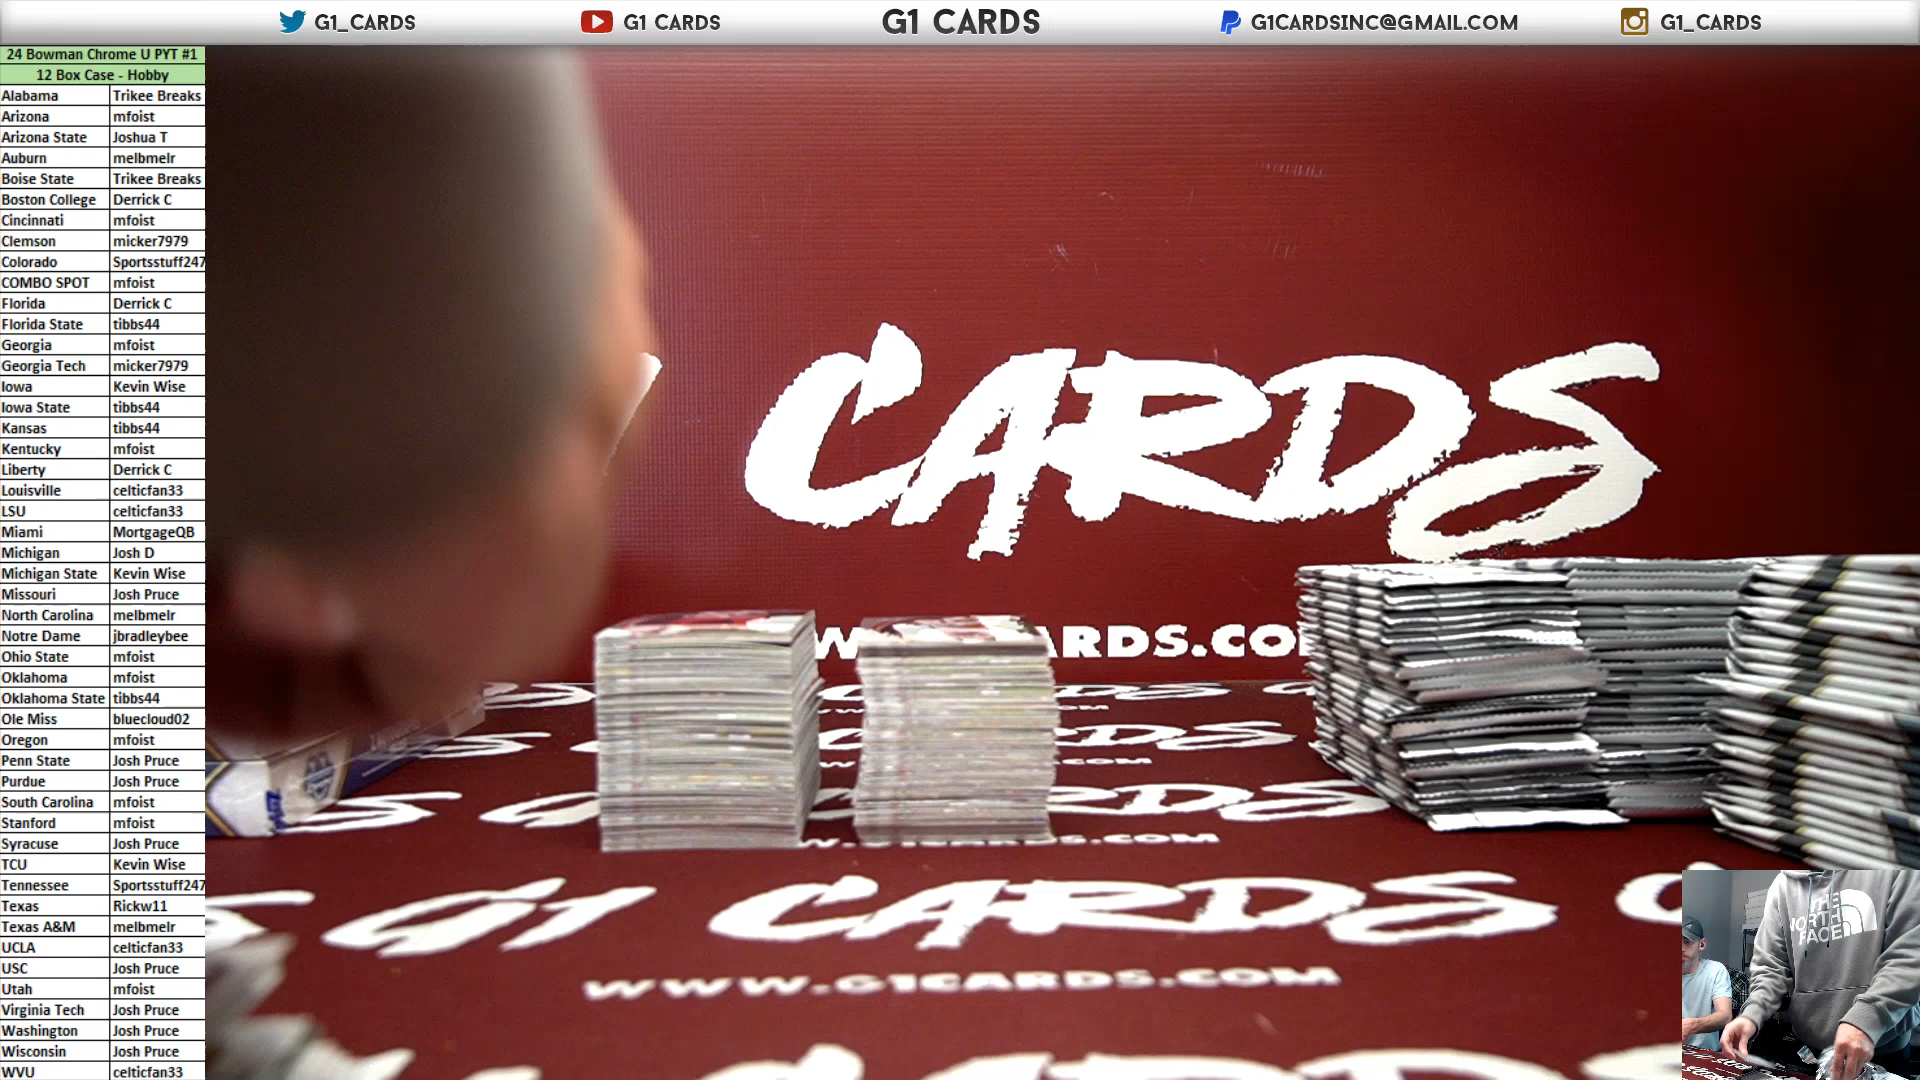 G1_CARDS
G1 CARDS
G1 CARDS
G1CARDSINC@GMAIL.COM
G1_CARDS
24 Bowman Chrome U PYT #1
12 Box Case - Hobby
Alabama Trikee Breaks
Arizona mfoist
Arizona State Joshua T
Auburn melbmelr
Boise State Trikee Breaks
Boston College Derrick C
Cincinnati mfoist
Clemson micker7979
Colorado Sportsstuff247
COMBO SPOT mfoist
Florida Derrick C
Florida State tibbs44
Georgia mfoist
Georgia Tech micker7979
Iowa Kevin Wise
Iowa State tibbs44
Kansas tibbs44
Kentucky mfoist
Liberty Derrick C
Louisville celticfan33
LSU celticfan33
Miami MortgageQB
Michigan Josh D
Michigan State Kevin Wise
Missouri Josh Pruce
North Carolina melbmelr
Notre Dame jbradleybee
Ohio State mfoist
Oklahoma mfoist
Oklahoma State tibbs44
Ole Miss bluecloud02
Oregon mfoist
Penn State Josh Pruce
Purdue Josh Pruce
South Carolina mfoist
Stanford mfoist
Syracuse Josh Pruce
TCU Kevin Wise
Tennessee Sportsstuff247
Texas Rickw11
Texas A&M melbmelr
UCLA celticfan33
USC Josh Pruce
Utah mfoist
Virginia Tech Josh Pruce
Washington Josh Pruce
Wisconsin Josh Pruce
WVU celticfan33
CARDS
W ARDS.CO
G1 CARDS
WWW.G1CARDS.COM
THE
NORTH
FACE